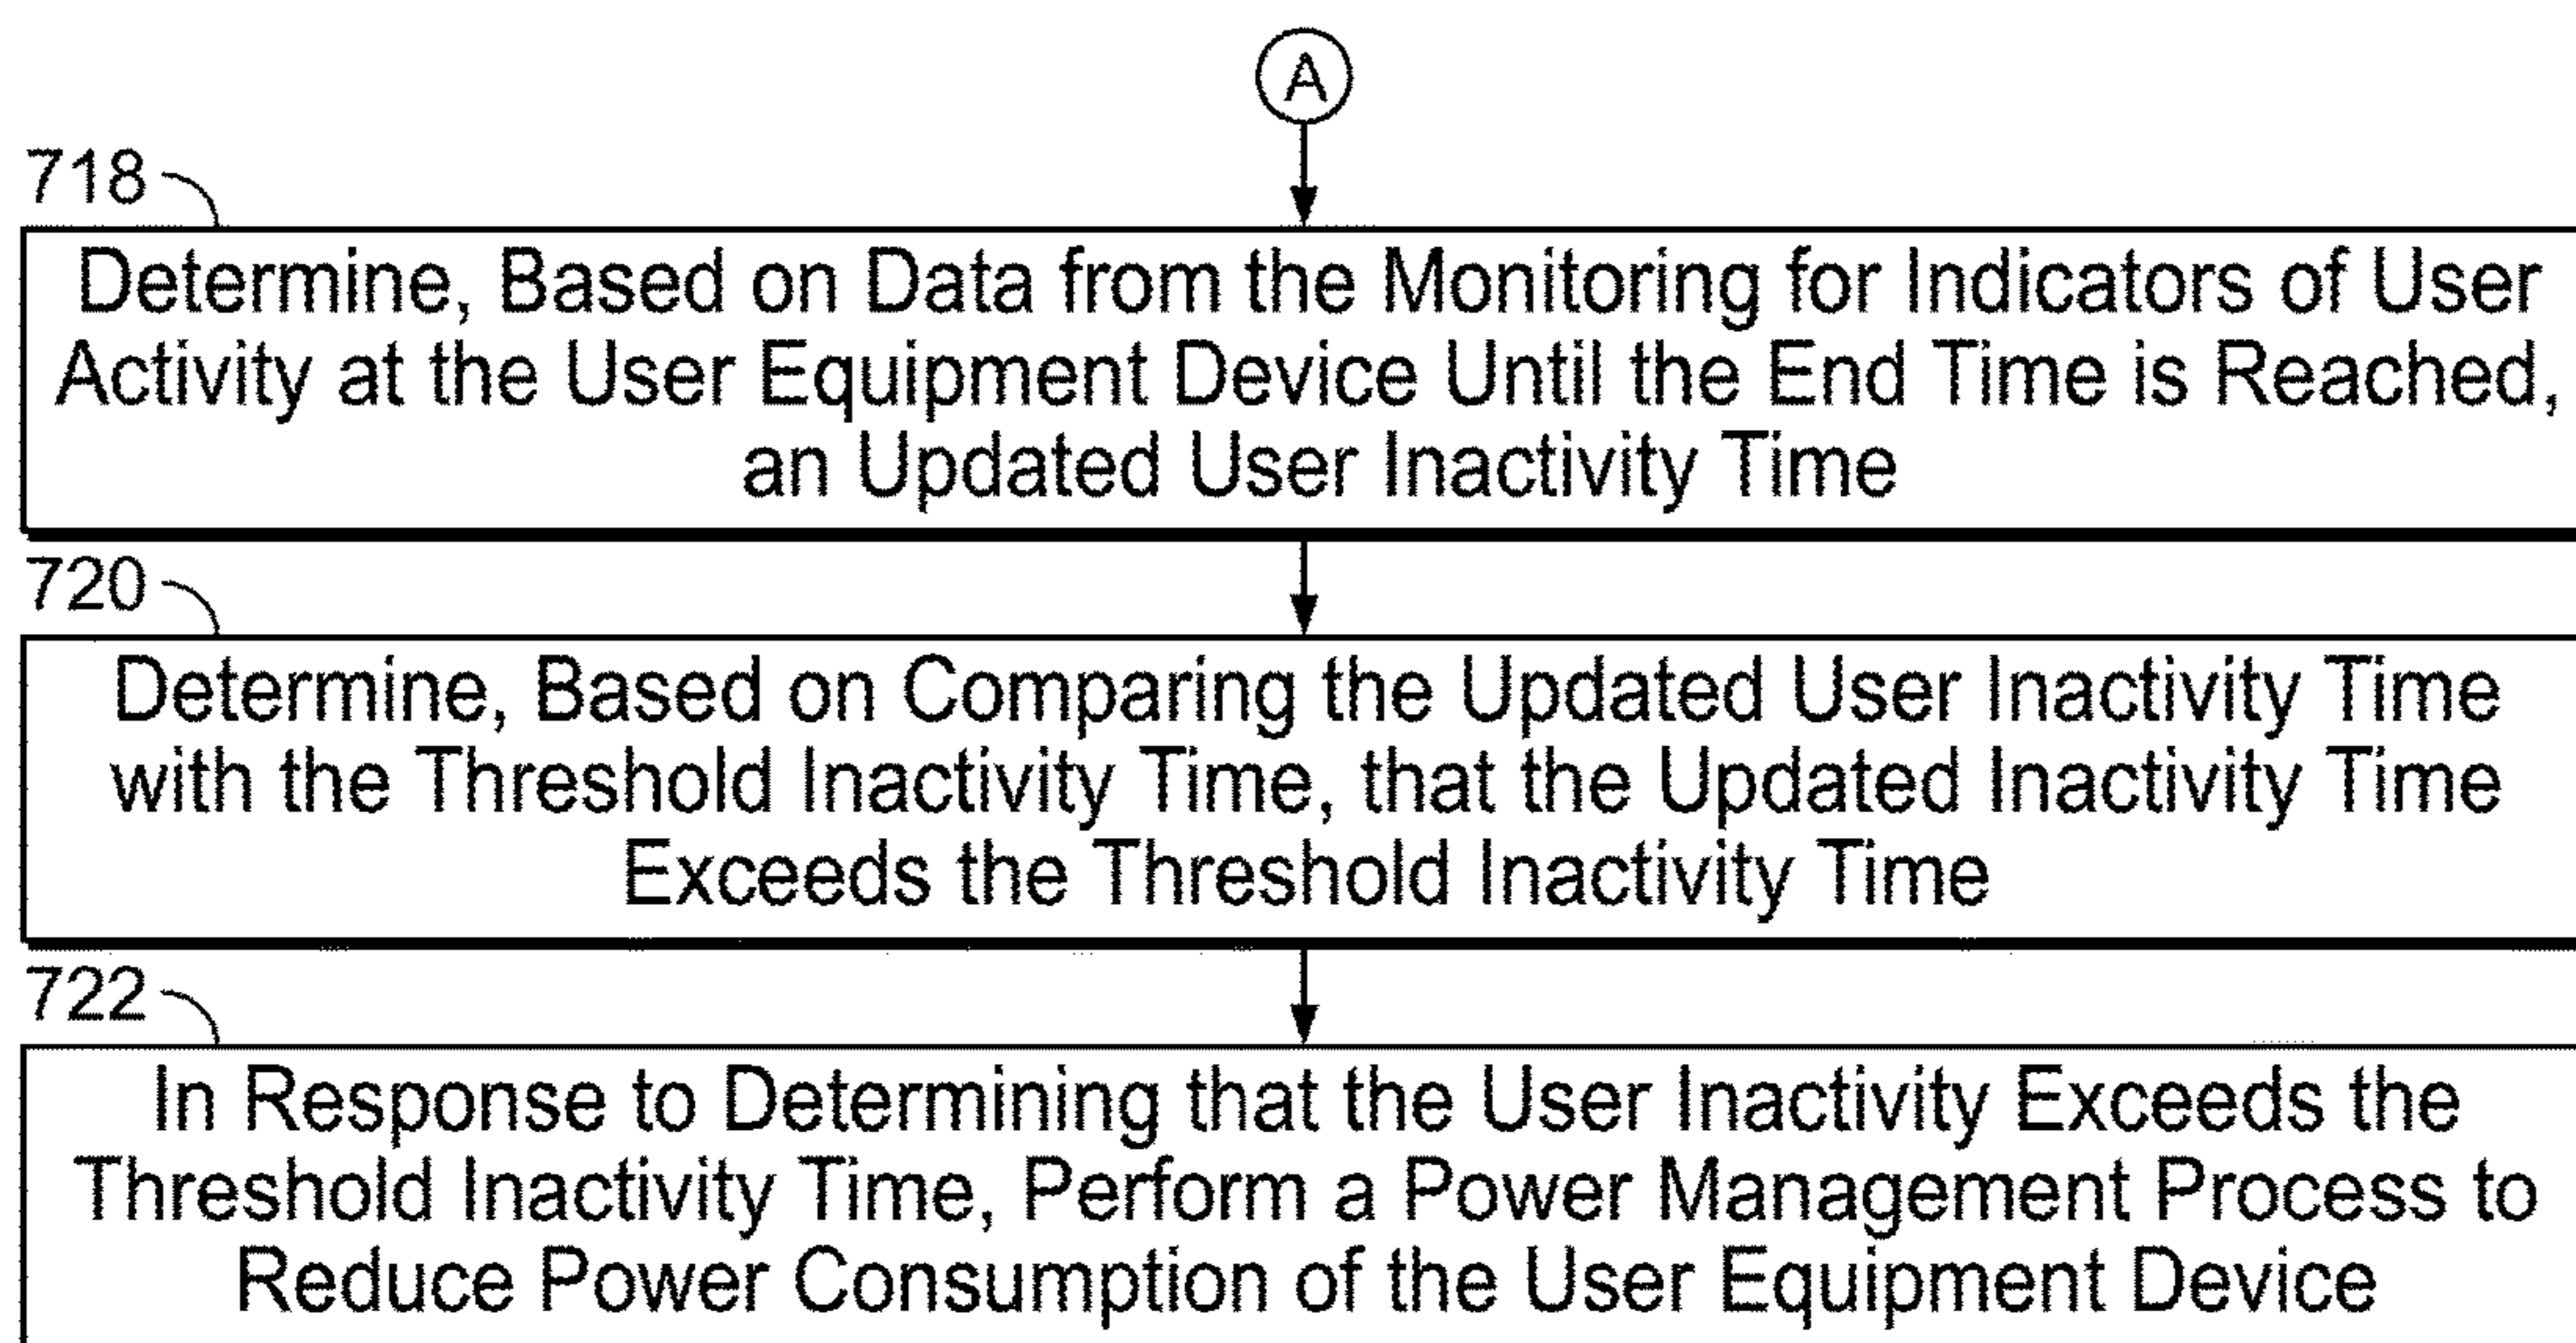 A
718
Determine, Based on Data from the Monitoring for Indicators of User
Activity at the User Equipment Device Until the End Time is Reached,
an Updated User Inactivity Time
720
Determine, Based on Comparing the Updated User Inactivity Time
with the Threshold Inactivity Time, that the Updated Inactivity Time
Exceeds the Threshold Inactivity Time
722
In Response to Determining that the User Inactivity Exceeds the
Threshold Inactivity Time, Perform a Power Management Process to
Reduce Power Consumption of the User Equipment Device